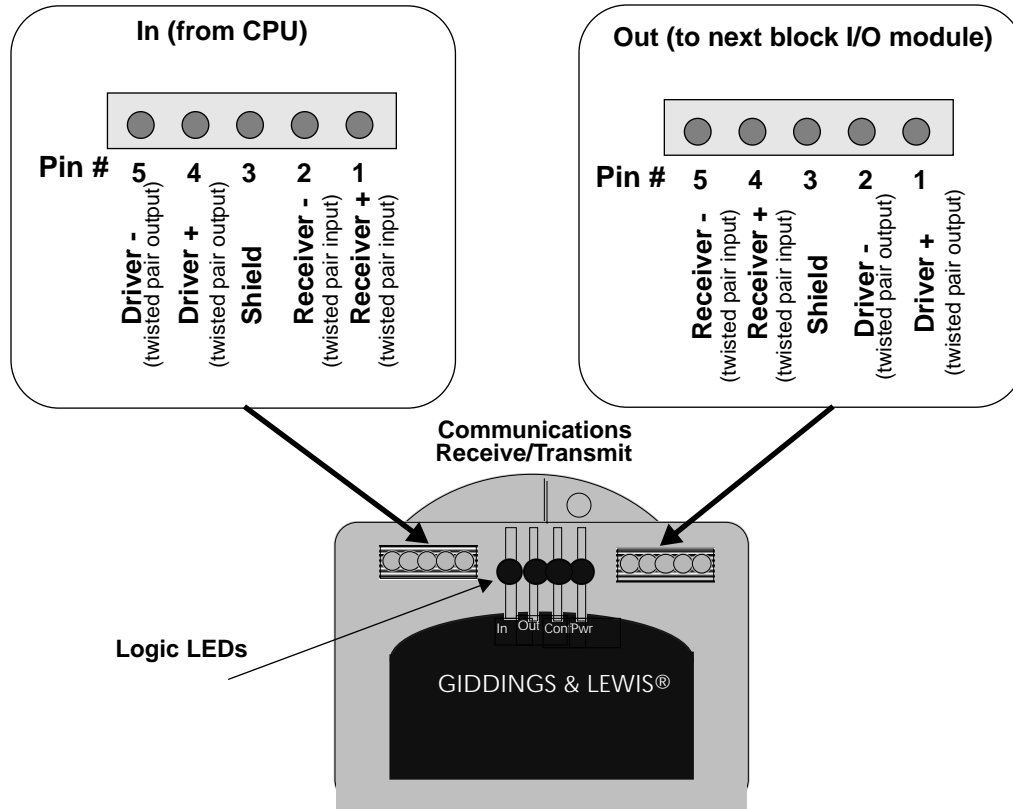 In (from CPU)
Pin #
5 4 3 2 1
Driver -
(twisted pair output)
Driver +
(twisted pair output)
Shield
Receiver -
(twisted pair input)
Receiver +
(twisted pair input)
Out (to next block I/O module)
Pin #
5 4 3 2 1
Receiver -
(twisted pair input)
Receiver +
(twisted pair input)
Shield
Driver -
(twisted pair output)
Driver +
(twisted pair output)
Communications
Receive/Transmit
In Out Con Pwr
Logic LEDs
GIDDINGS & LEWIS®